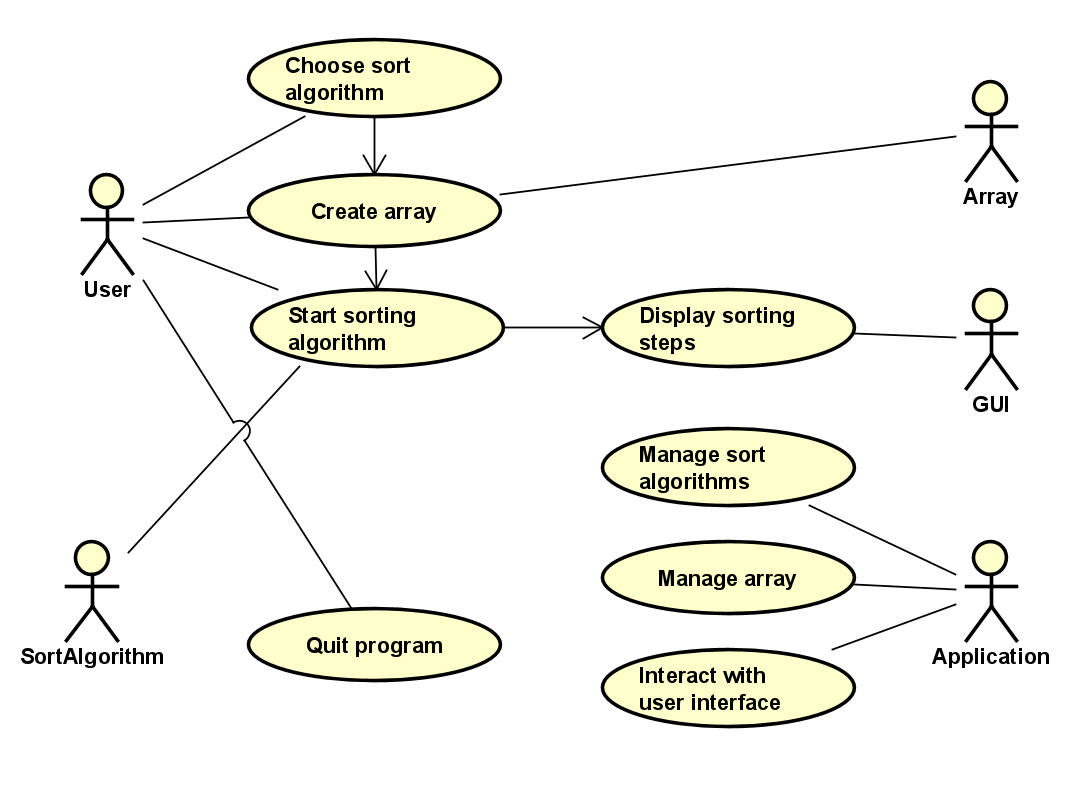 Choose sort
algorithm
Array
Create array
User
Start sorting
algorithm
Display sorting
steps
GUI
Manage sort
algorithms
Manage array
SortAlgorithm
Quit program
Application
Interact with
user interface